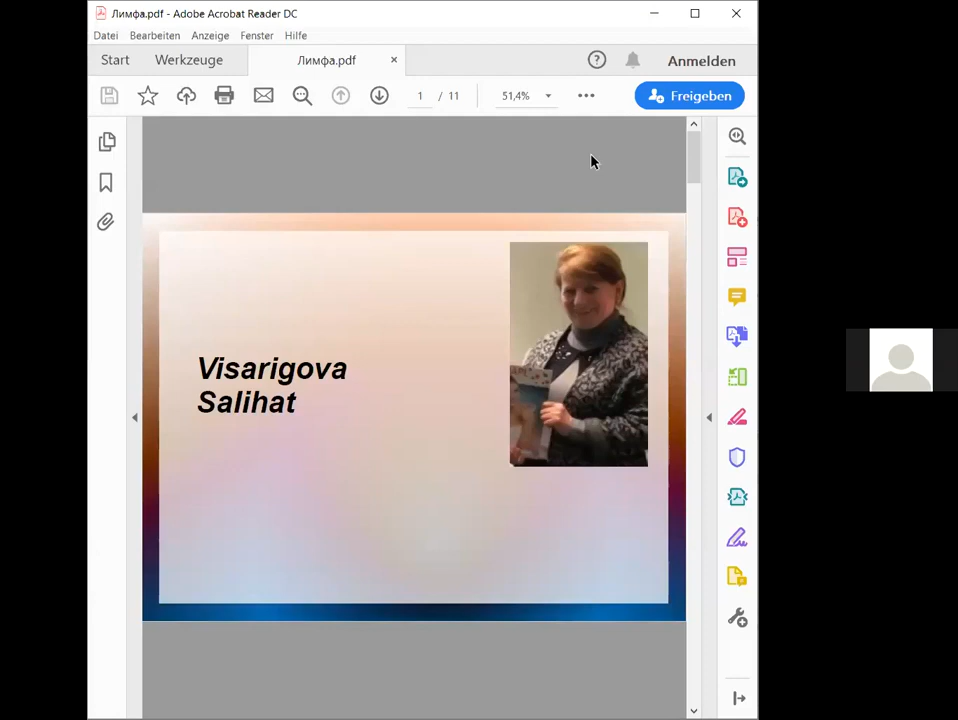 Лимфа.pdf - Adobe Acrobat Reader DC
Datei Bearbeiten Anzeige Fenster Hilfe
Start Werkzeuge Лимфа.pdf × Anmelden
1 / 11 51,4% Freigeben
Visarigova
Salihat